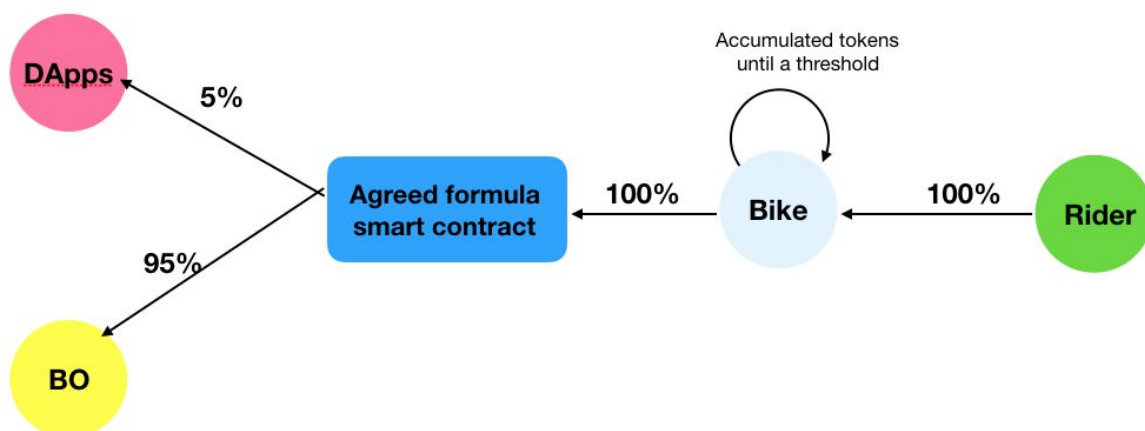 Accumulated tokens
until a threshold
DApps
5%
Agreed formula
smart contract
100%
Bike
100%
Rider
95%
BO